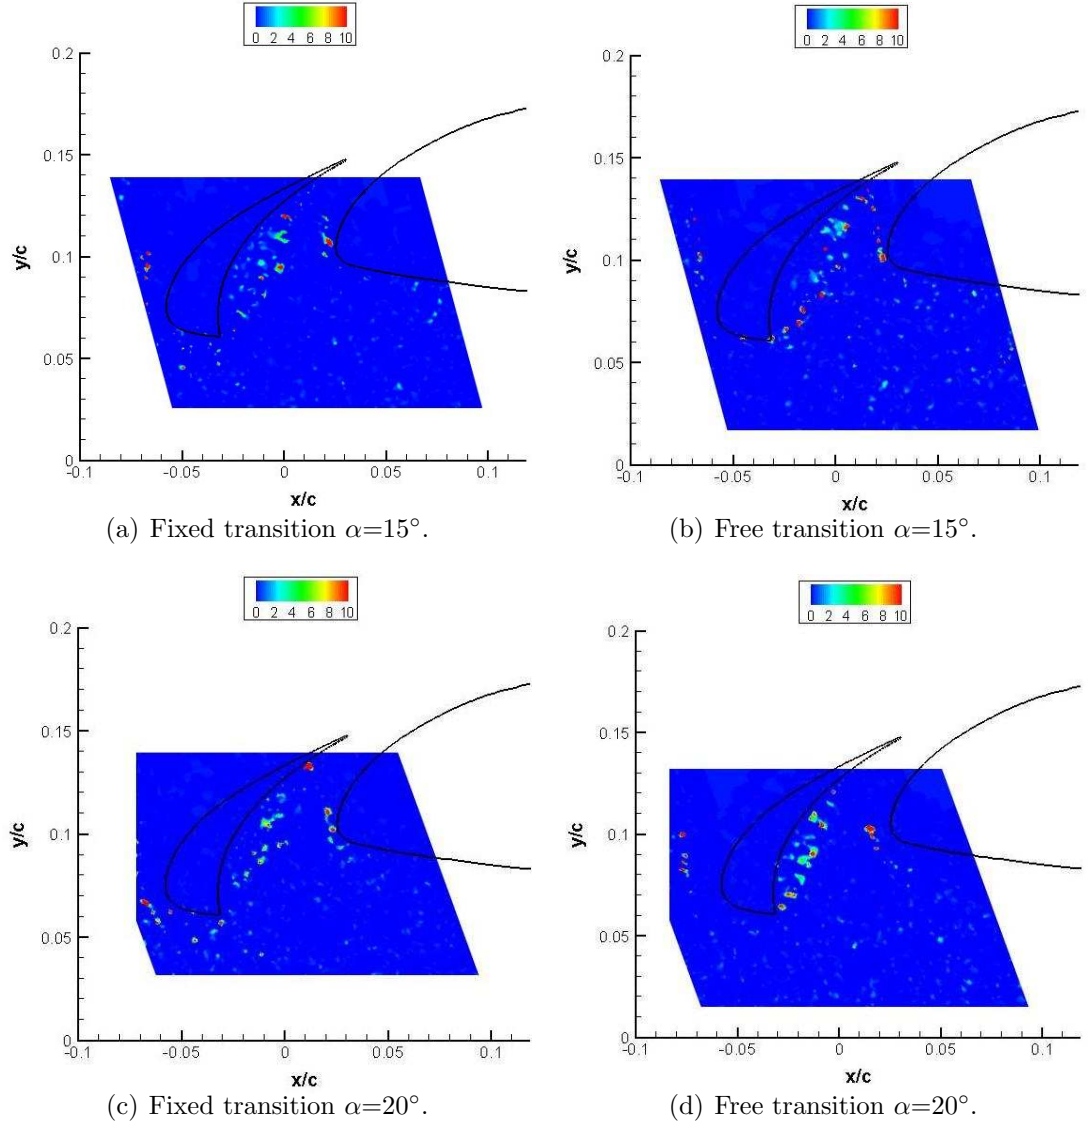 0 2 4 6 8 10
0 2 4 6 8 10
0.2
0.15
0.1
0.05
0
y/c
-0.1 -0.05 0 0.05 0.1
x/c
0.2
0.15
0.1
0.05
0
y/c
-0.1 -0.05 0 0.05 0.1
x/c
(a) Fixed transition α=15°.
(b) Free transition α=15°.
0 2 4 6 8 10
0 2 4 6 8 10
0.2
0.15
0.1
0.05
0
y/c
-0.1 -0.05 0 0.05 0.1
x/c
0.2
0.15
0.1
0.05
0
y/c
-0.1 -0.05 0 0.05 0.1
x/c
(c) Fixed transition α=20°.
(d) Free transition α=20°.